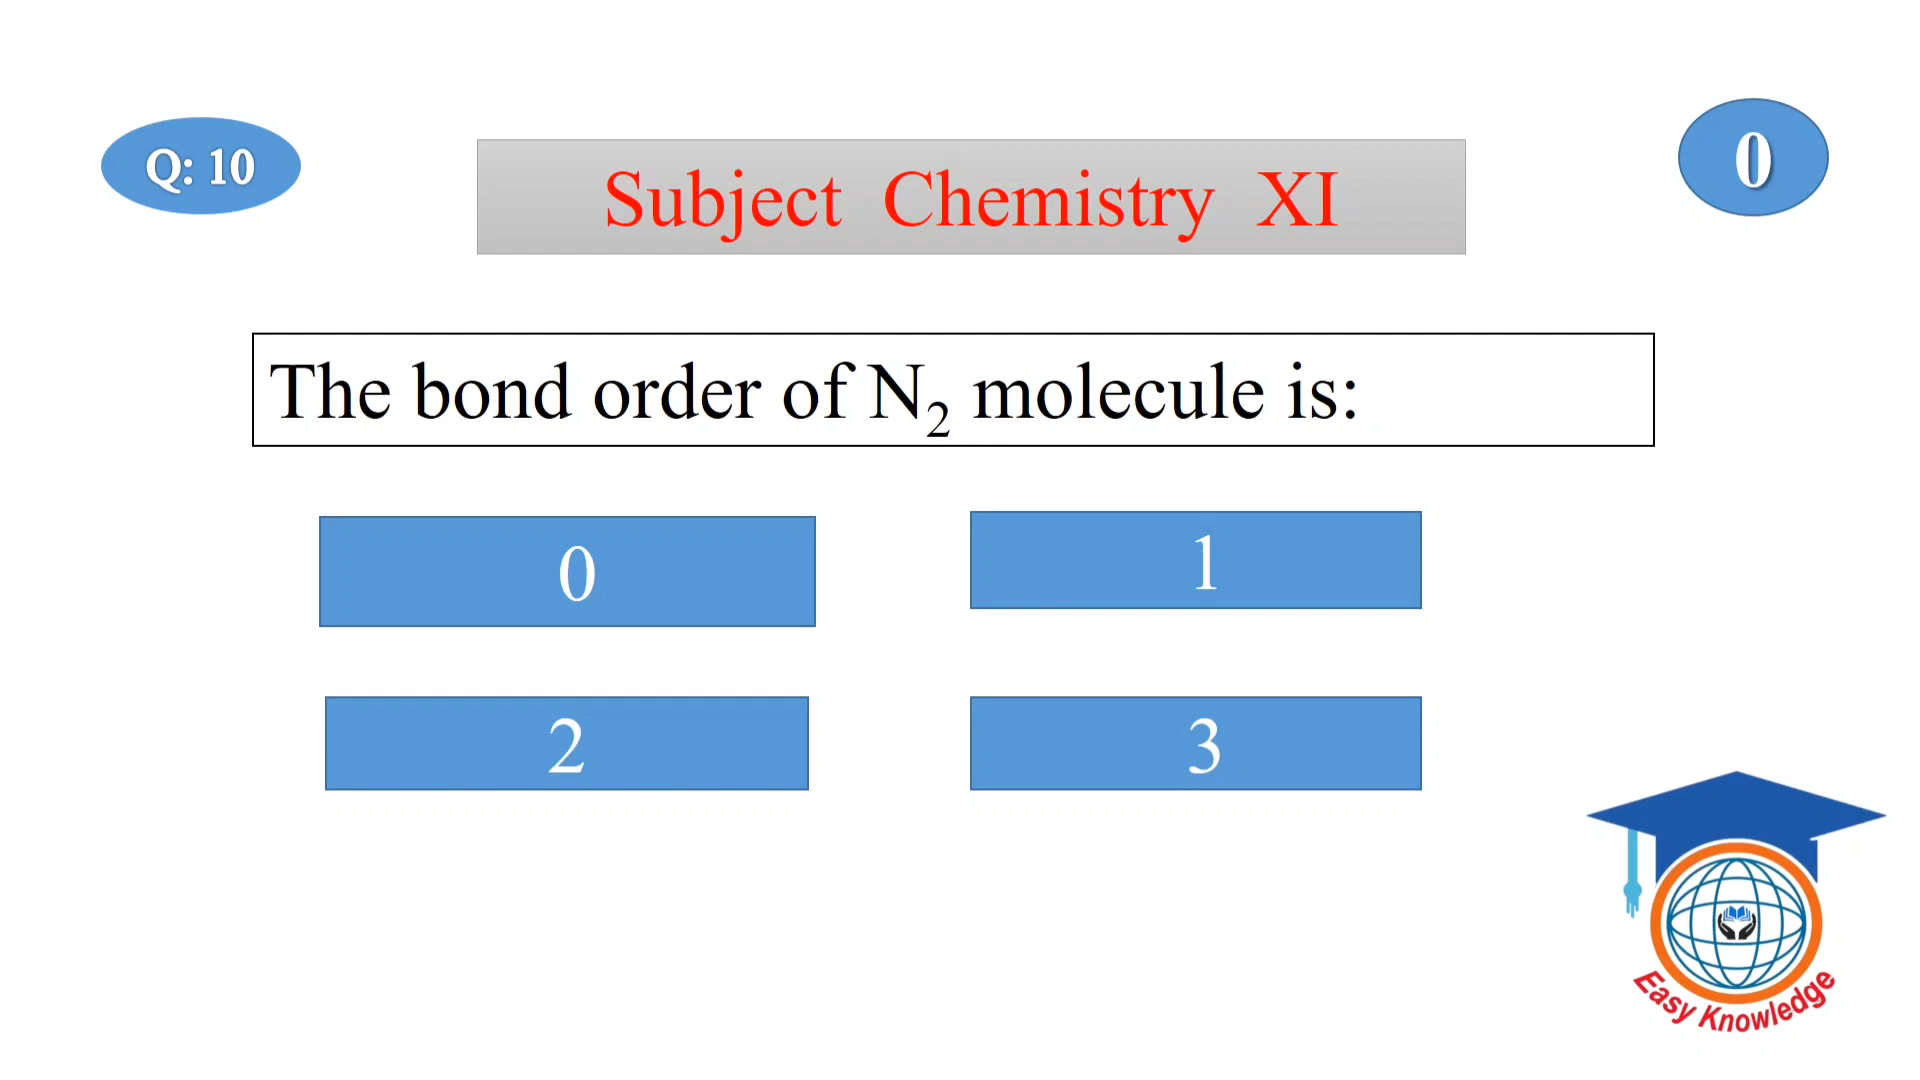 Q: 10
0
Subject Chemistry XI
The bond order of N₂ molecule is:
0
1
2
3
Easy Knowledge